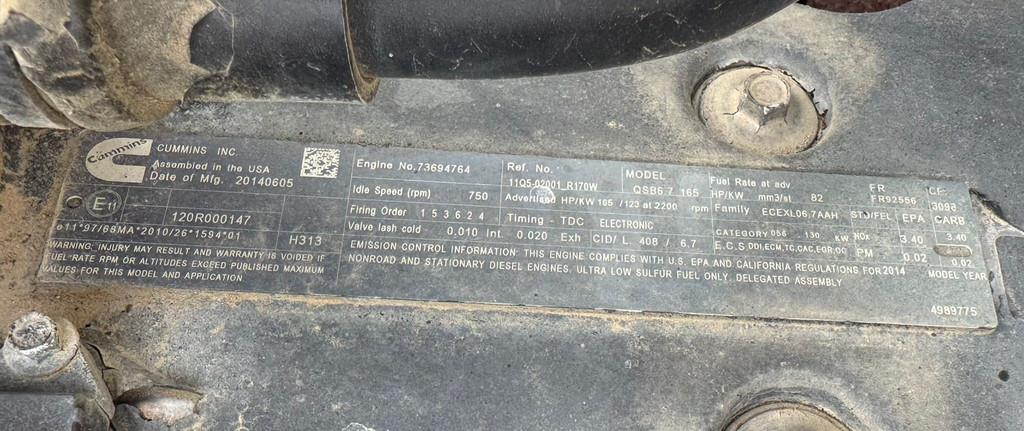 Cummins
CUMMINS INC.
Assembled in the USA
Date of Mfg. 20140605
E11
120R000147
e11*97/68MA*2010/26*1594*01
H313
WARNING: INJURY MAY RESULT AND WARRANTY IS VOIDED IF
FUEL RATE RPM OR ALTITUDES EXCEED PUBLISHED MAXIMUM
VALUES FOR THIS MODEL AND APPLICATION.
Engine No. 73694764
Idle Speed (rpm) 750
Firing Order 1 5 3 6 2 4
Valve lash cold 0.010 Int. 0.020 Exh
Ref. No.
11Q5-02001_R170W
Advertised HP/KW 165 / 123 at 2200 rpm
Timing - TDC ELECTRONIC
CID/ L. 408 / 6.7
MODEL
QSB6.7 165
Fuel Rate at adv
HP/KW mm3/sl 82
Family ECEXL06.7AAH
CATEGORY 056 130 KW
E.C.S DDI,ECM,TC,CAC,EGR,OC
FR
FR92556
CPL
3098
STD/FEL EPA CARB
NOx 3.40 3.40
PM 0.02 0.02
EMISSION CONTROL INFORMATION: THIS ENGINE COMPLIES WITH U.S. EPA AND CALIFORNIA REGULATIONS FOR 2014 MODEL YEAR
NONROAD AND STATIONARY DIESEL ENGINES. ULTRA LOW SULFUR FUEL ONLY. DELEGATED ASSEMBLY
4989775